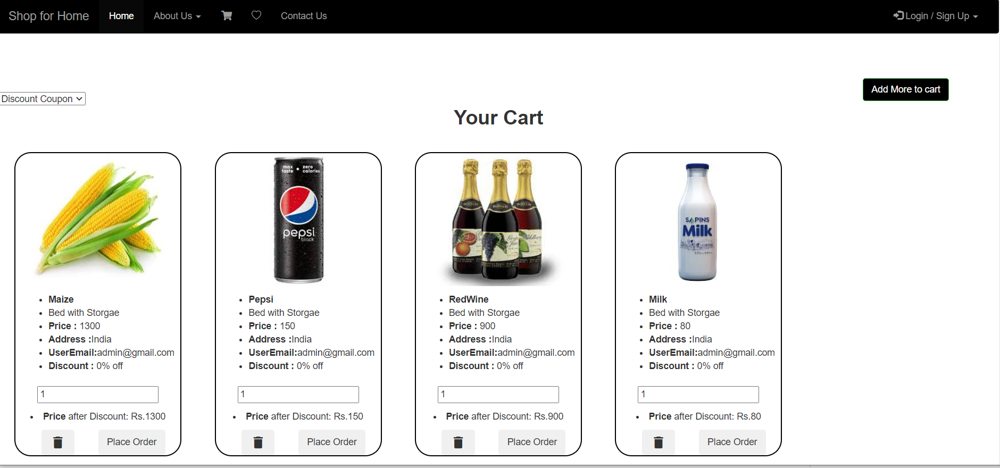 Shop for Home Home About Us Contact Us Login / Sign Up
Add More to cart
Discount Coupon
Your Cart
max taste • zero calories
pepsi
black
SAPINS
Milk
Maize
Bed with Storgae
Price : 1300
Address :India
UserEmail:admin@gmail.com
Discount : 0% off
1
Price after Discount: Rs.1300
Place Order
Pepsi
Bed with Storgae
Price : 150
Address :India
UserEmail:admin@gmail.com
Discount : 0% off
1
Price after Discount: Rs.150
Place Order
RedWine
Bed with Storgae
Price : 900
Address :India
UserEmail:admin@gmail.com
Discount : 0% off
1
Price after Discount: Rs.900
Place Order
Milk
Bed with Storgae
Price : 80
Address :India
UserEmail:admin@gmail.com
Discount : 0% off
1
Price after Discount: Rs.80
Place Order